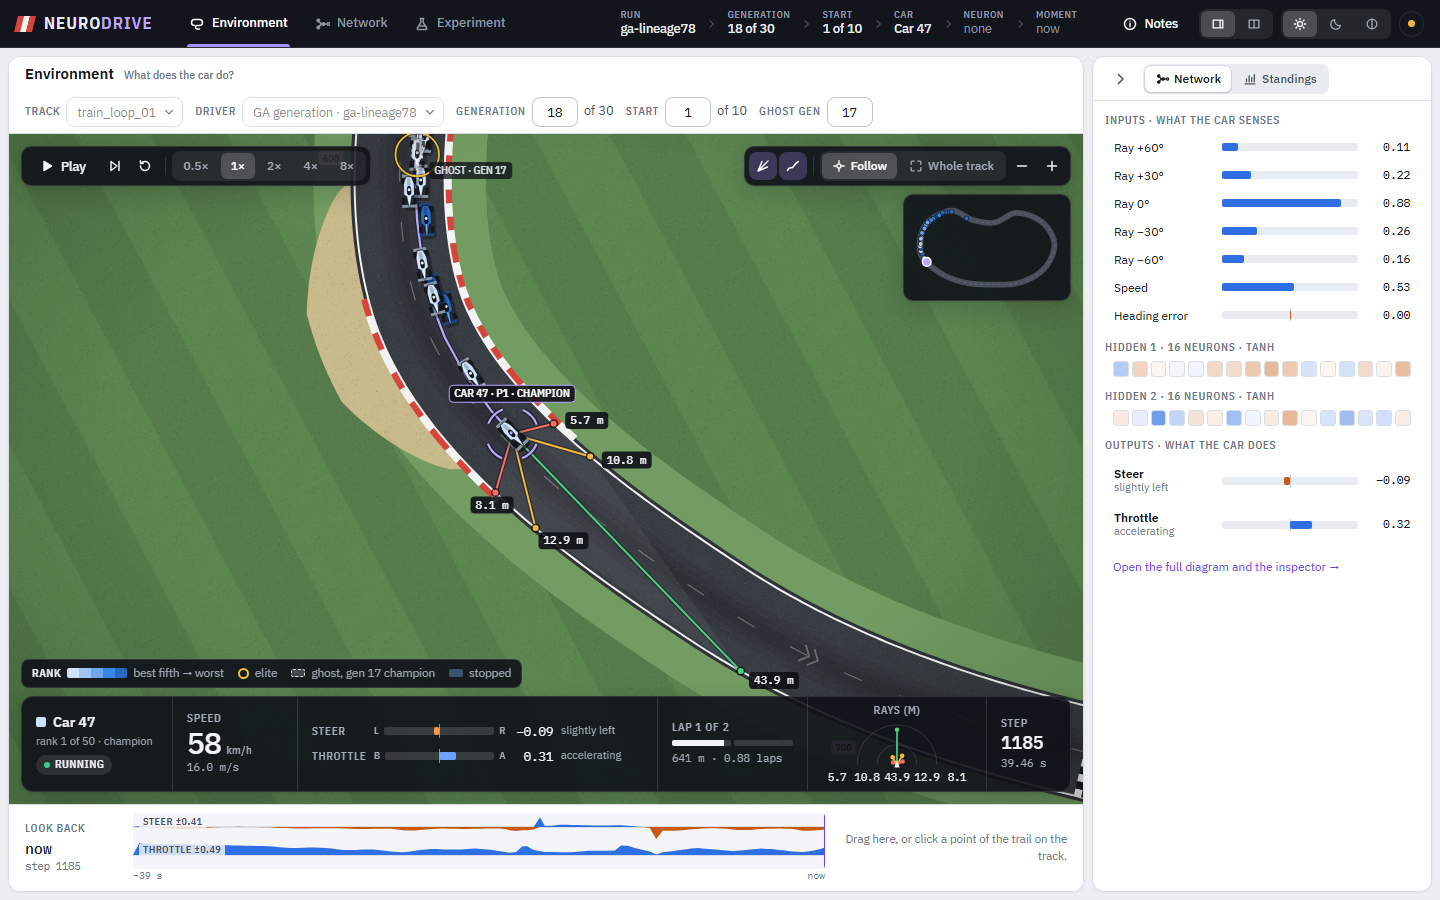 NEURODRIVE
Environment
Network
Experiment
RUN
ga-lineage78
GENERATION
18 of 30
START
1 of 10
CAR
Car 47
NEURON
none
MOMENT
now
Notes
Environment What does the car do?
TRACK train_loop_01 DRIVER GA generation · ga-lineage78 GENERATION 18 of 30 START 1 of 10 GHOST GEN 17
Play 0.5× 1× 2× 4× 8×
600
Follow Whole track
GHOST · GEN 17
CAR 47 · P1 · CHAMPION
5.7 m
10.8 m
8.1 m
12.9 m
43.9 m
RANK best fifth → worst elite ghost, gen 17 champion stopped
Car 47
rank 1 of 50 · champion
RUNNING
SPEED
58 km/h
16.0 m/s
STEER L R −0.09 slightly left
THROTTLE B A 0.31 accelerating
LAP 1 OF 2
641 m · 0.88 laps
RAYS (M)
700
5.7 10.8 43.9 12.9 8.1
STEP
1185
39.46 s
LOOK BACK
now
step 1185
STEER ±0.41
THROTTLE ±0.49
−39 s
now
Drag here, or click a point of the trail on the
track.
Network
Standings
INPUTS · WHAT THE CAR SENSES
Ray +60° 0.11
Ray +30° 0.22
Ray 0° 0.88
Ray −30° 0.26
Ray −60° 0.16
Speed 0.53
Heading error 0.00
HIDDEN 1 · 16 NEURONS · TANH
HIDDEN 2 · 16 NEURONS · TANH
OUTPUTS · WHAT THE CAR DOES
Steer
slightly left
−0.09
Throttle
accelerating
0.32
Open the full diagram and the inspector →